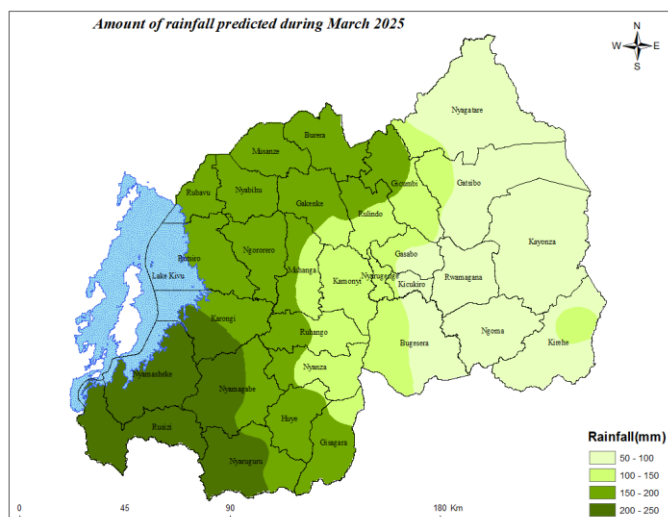 Amount of rainfall predicted during March 2025
N
W E
S
Nyagatare
Burera
Musanze
Gicumbi
Gatsibo
Rubavu
Nyabihu
Gakenke
Rulindo
Kayonza
Ngororero
Rutsiro
Gasabo
Lake Kivu
Muhanga
Kamonyi
Nyarugenge
Kicukiro
Rwamagana
Karongi
Ruhango
Bugesera
Ngoma
Kirehe
Nyamasheke
Nyanza
Nyamagabe
Huye
Rusizi
Gisagara
Nyaruguru
Rainfall(mm)
50 - 100
100 - 150
150 - 200
200 - 250
0 45 90 180 Km